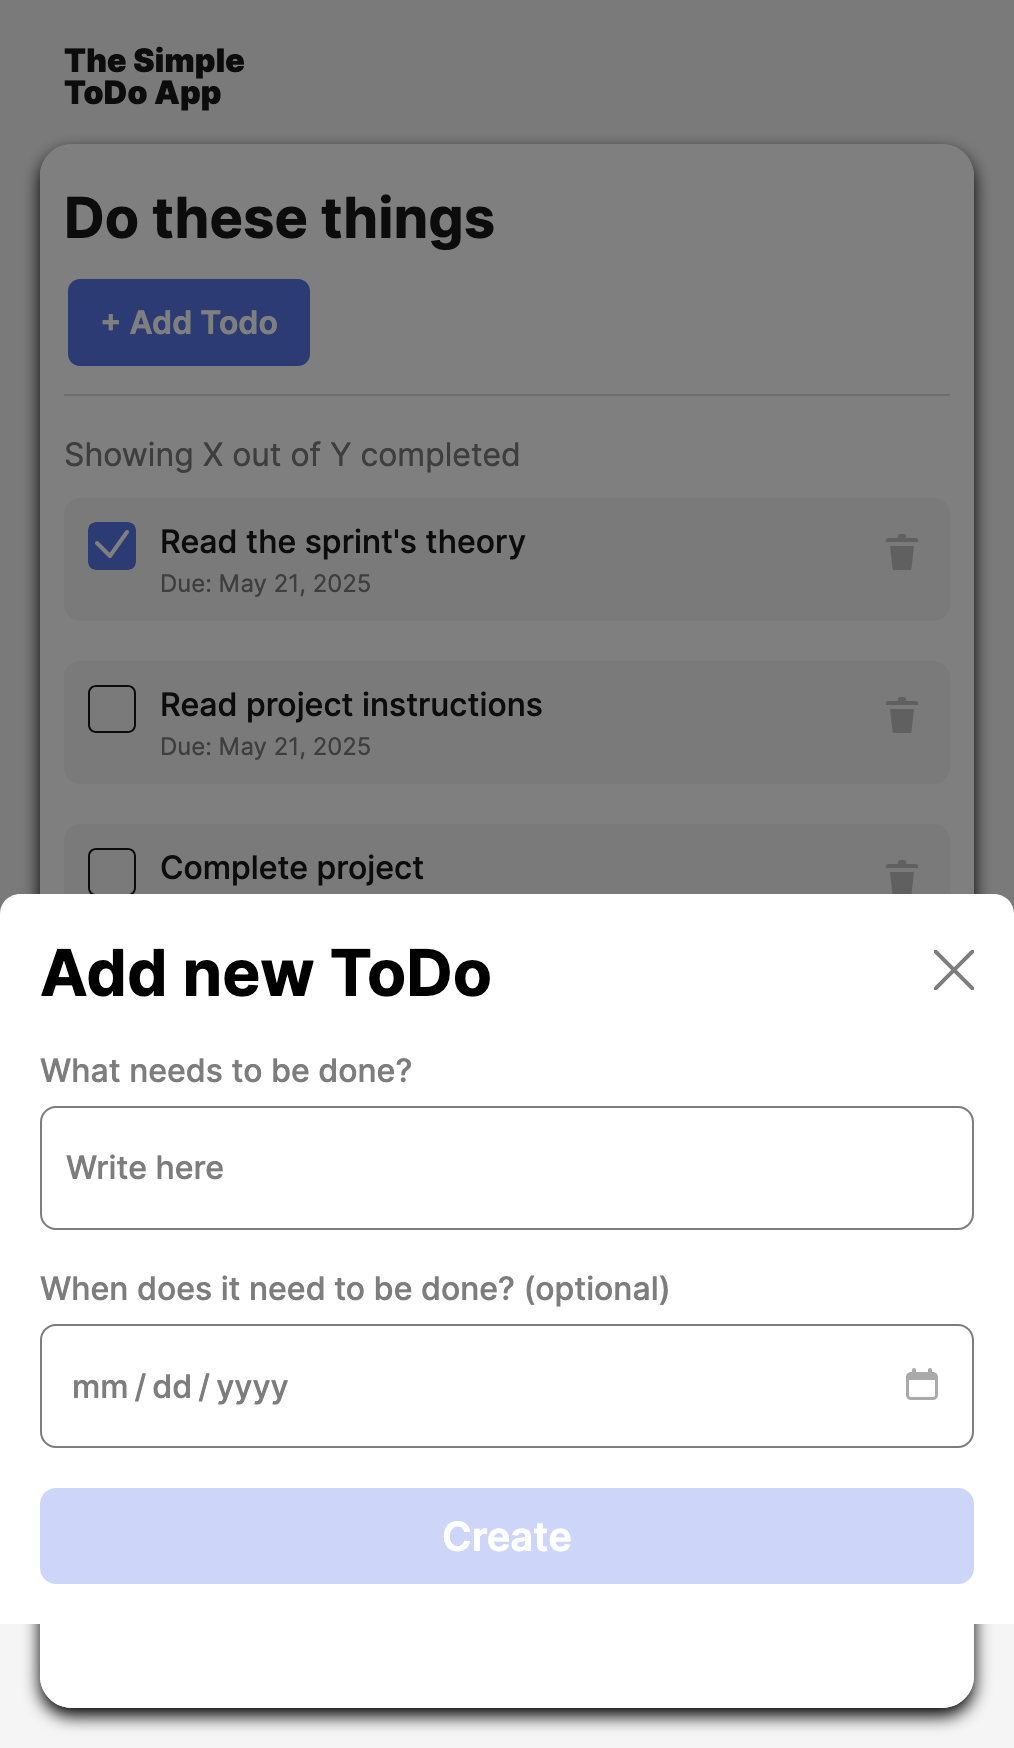 The Simple
ToDo App
Do these things
+ Add Todo
Showing X out of Y completed
Read the sprint's theory
Due: May 21, 2025
Read project instructions
Due: May 21, 2025
Complete project
Add new ToDo
What needs to be done?
Write here
When does it need to be done? (optional)
mm / dd / yyyy
Create